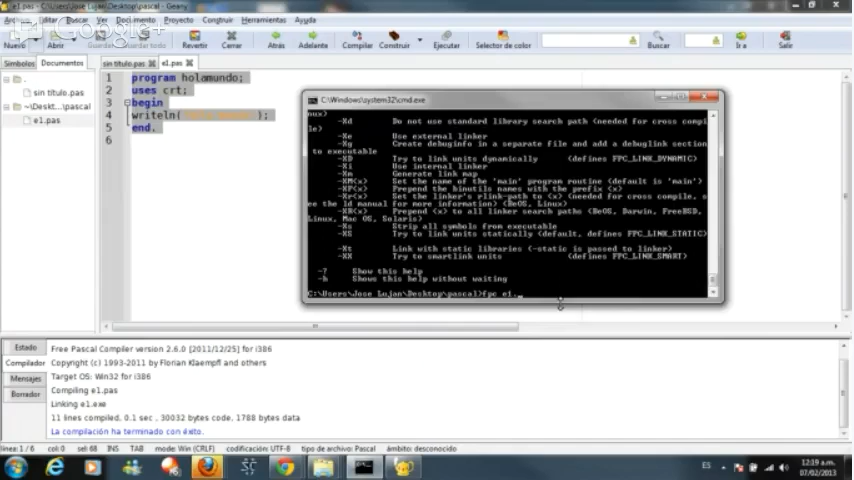 e1.pas - C:\Users\Jose Lujan\Desktop\pascal - Geany
Google+
Archivo Editar Buscar Ver Documento Proyecto Construir Herramientas Ayuda
Nuevo Abrir Guardar Guardar todo Revertir Cerrar Atrás Adelante Compilar Construir Ejecutar Selector de color Buscar Ir a Salir
Símbolos Documentos
sin título.pas e1.pas
.
sin título.pas
~\Deskt...\pascal
e1.pas
1 program holamundo;
2 uses crt;
3 begin
4 writeln( );
5 end.
6
C:\Windows\system32\cmd.exe
nux)
-Xd Do not use standard library search path (needed for cross compi
le)
-Xe Use external linker
-Xg Create debuginfo in a separate file and add a debuglink section
to executable
-XD Try to link units dynamically (defines FPC_LINK_DYNAMIC)
-Xi Use internal linker
-Xm Generate link map
-XM(x) Set the name of the 'main' program routine (default is 'main')
-XP(x) Prepend the binutils names with the prefix (x)
-Xr(x) Set the linker's rlink-path to (x) (needed for cross compile, s
ee the ld manual for more information) (BeOS, Linux)
-XR(x) Prepend (x) to all linker search paths (BeOS, Darwin, FreeBSD,
Linux, Mac OS, Solaris)
-Xs Strip all symbols from executable
-XS Try to link units statically (default, defines FPC_LINK_STATIC)
-Xt Link with static libraries (-static is passed to linker)
-XX Try to smartlink units (defines FPC_LINK_SMART)
-? Show this help
-h Shows this help without waiting
C:\Users\Jose Lujan\Desktop\pascal>fpc e1._
Estado
Compilador
Mensajes
Borrador
Free Pascal Compiler version 2.6.0 [2011/12/25] for i386
Copyright (c) 1993-2011 by Florian Klaempfl and others
Target OS: Win32 for i386
Compiling e1.pas
Linking e1.exe
11 lines compiled, 0.1 sec , 30032 bytes code, 1788 bytes data
La compilación ha terminado con éxito.
línea: 1 / 6 col: 0 sel: 68 INS TAB modo: Win (CRLF) codificación: UTF-8 tipo de archivo: Pascal ámbito: desconocido
ES
12:19 a.m.
07/02/2013